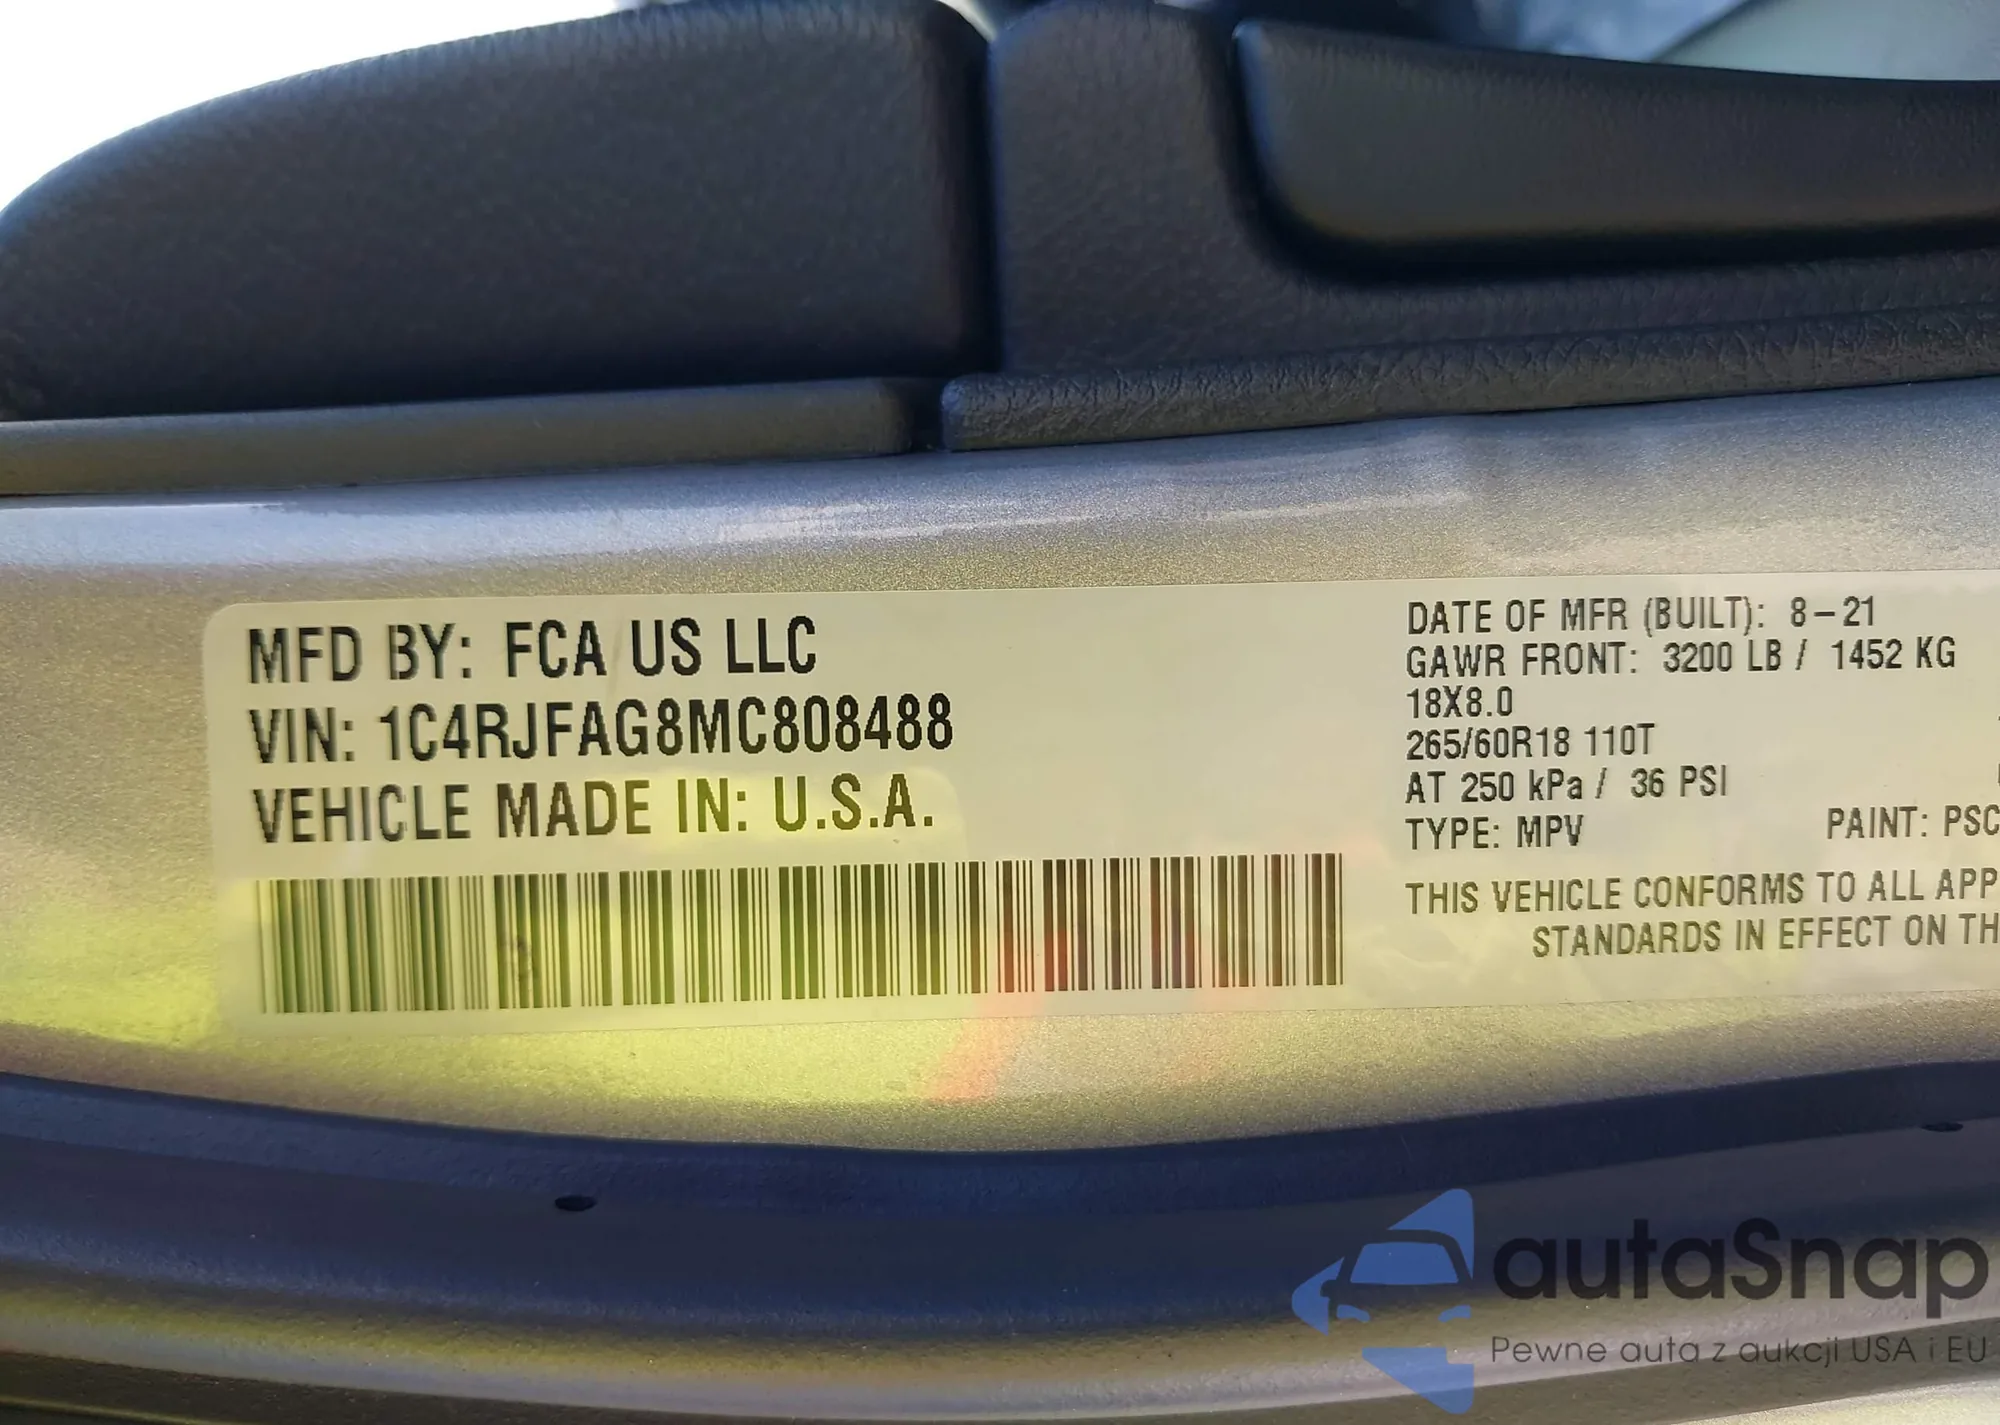 MFD BY: FCA US LLC
VIN: 1C4RJFAG8MC808488
VEHICLE MADE IN: U.S.A.
DATE OF MFR (BUILT): 8-21
GAWR FRONT: 3200 LB / 1452 KG
18X8.0
265/60R18 110T
AT 250 kPa / 36 PSI
TYPE: MPV PAINT: PSC
THIS VEHICLE CONFORMS TO ALL APP
STANDARDS IN EFFECT ON TH
autaSnap
Pewne auta z aukcji USA i EU